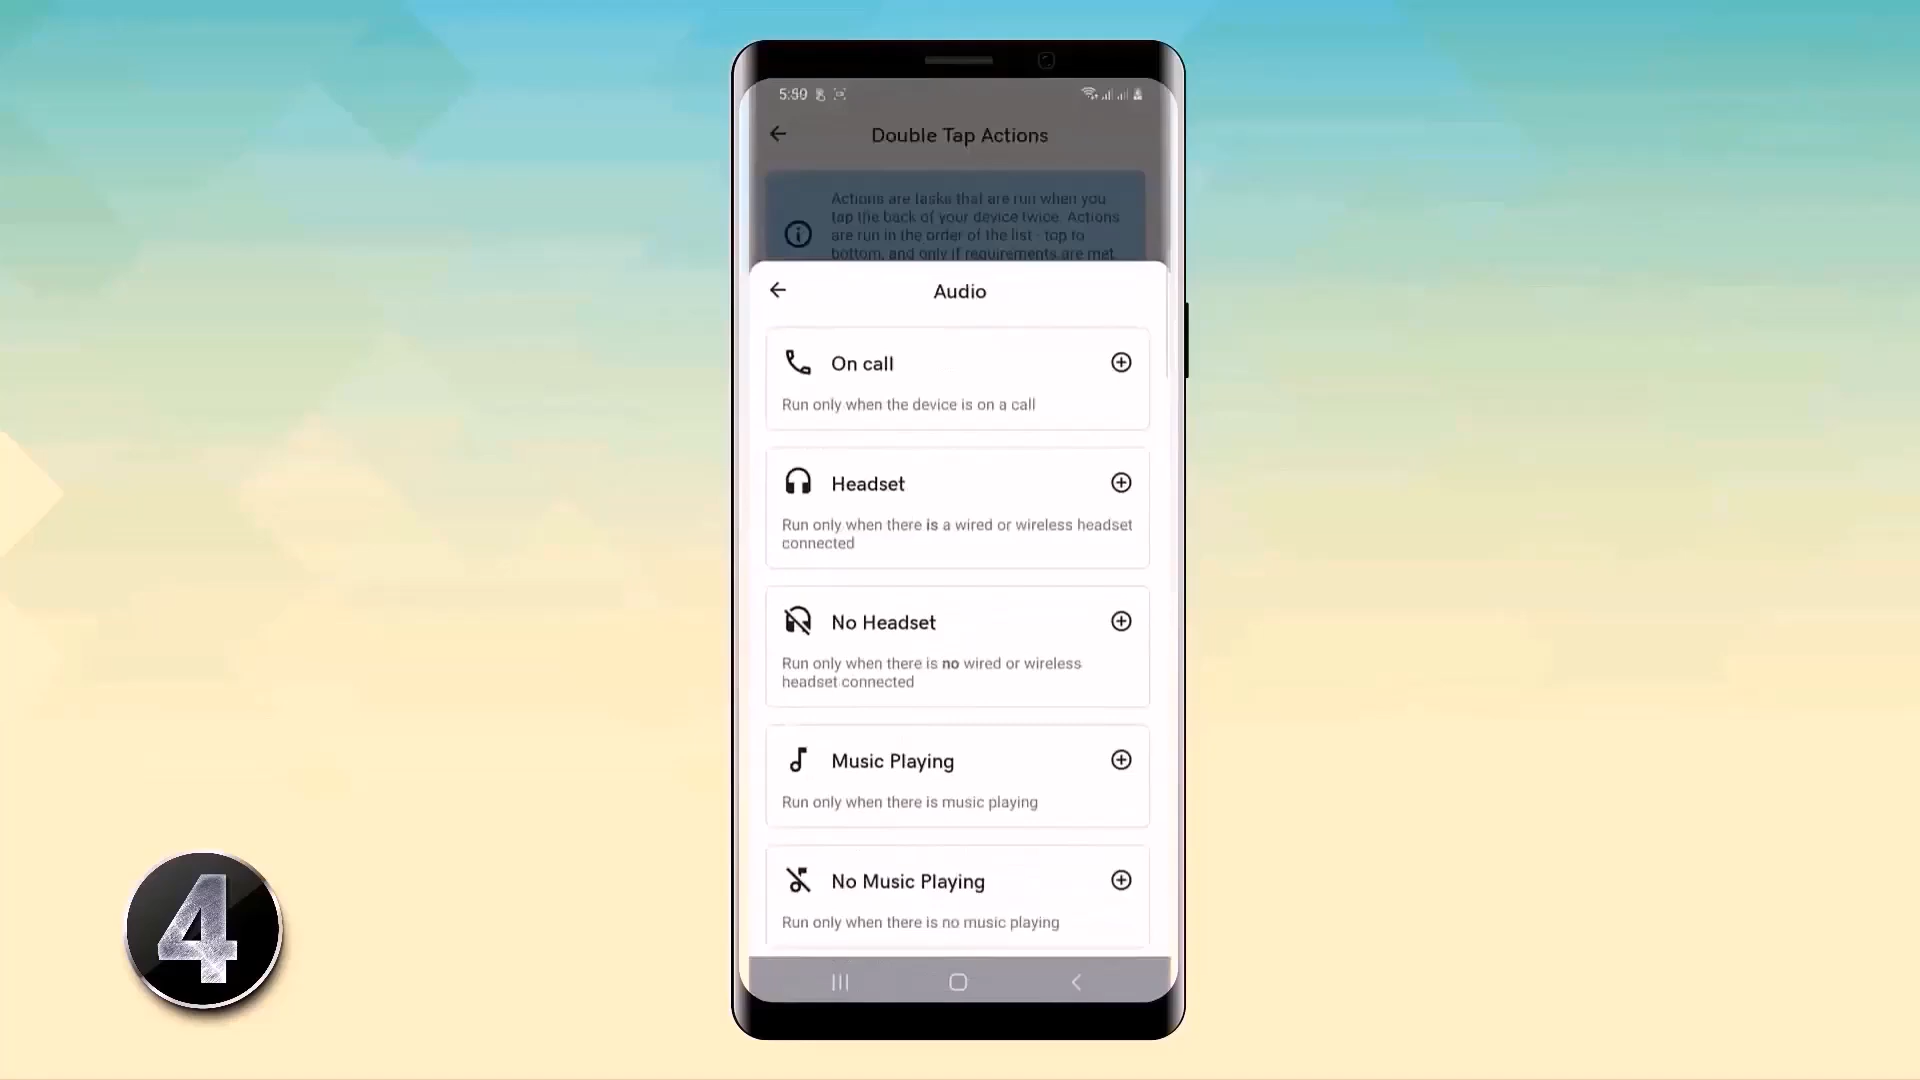 5:50
Double Tap Actions
Actions are tasks that are run when you
tap the back of your device twice. Actions
are run in the order of the list - top to
bottom, and only if requirements are met
Audio
On call
Run only when the device is on a call
Headset
Run only when there is a wired or wireless headset
connected
No Headset
Run only when there is no wired or wireless
headset connected
Music Playing
Run only when there is music playing
No Music Playing
Run only when there is no music playing
4